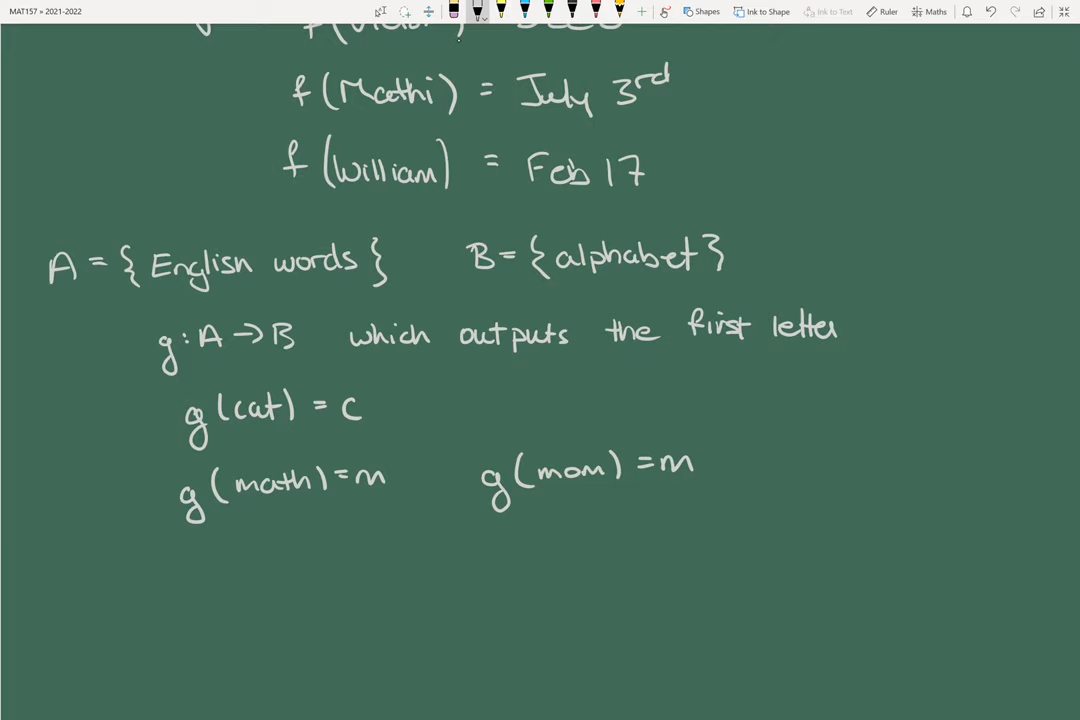 MAT157 > 2021-2022
Shapes Ink to Shape Ink to Text Ruler Maths
f(Mathi) = July 3rd
f(William) = Feb 17
A = {English words} B = {alphabet}
g: A → B which outputs the first letter
g(cat) = c
g(math) = m g(mom) = m